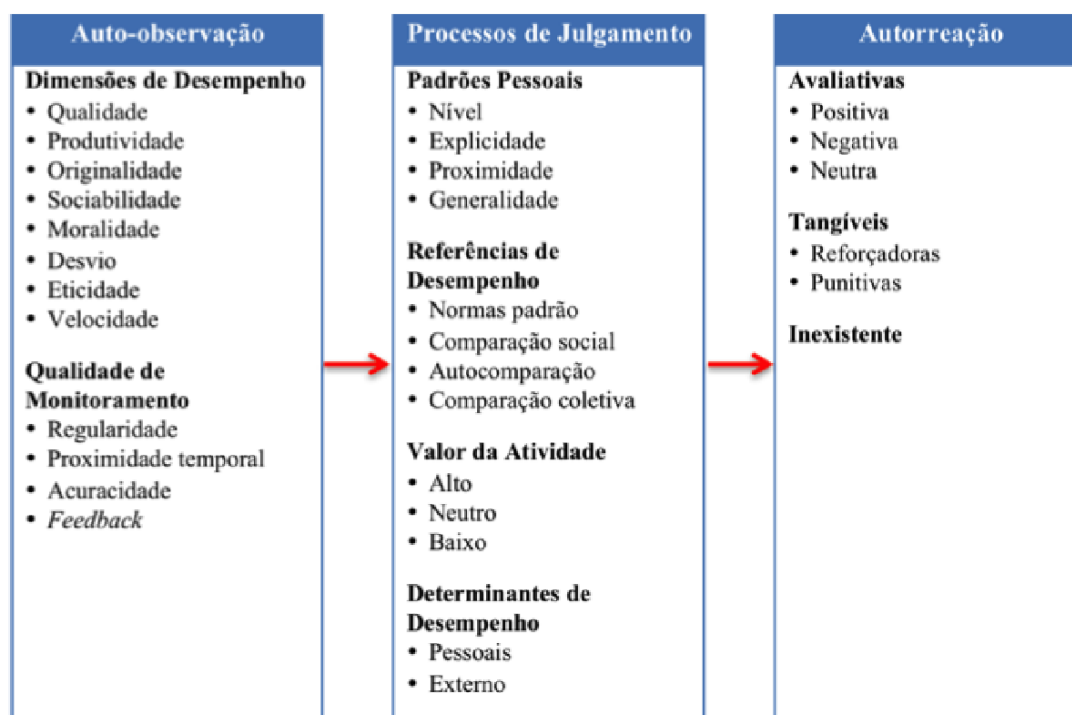 Auto-observação
Dimensões de Desempenho
• Qualidade
• Produtividade
• Originalidade
• Sociabilidade
• Moralidade
• Desvio
• Eticidade
• Velocidade
Qualidade de
Monitoramento
• Regularidade
• Proximidade temporal
• Acuracidade
• Feedback
Processos de Julgamento
Padrões Pessoais
• Nível
• Explicidade
• Proximidade
• Generalidade
Referências de
Desempenho
• Normas padrão
• Comparação social
• Autocomparação
• Comparação coletiva
Valor da Atividade
• Alto
• Neutro
• Baixo
Determinantes de
Desempenho
• Pessoais
• Externo
Autorreação
Avaliativas
• Positiva
• Negativa
• Neutra
Tangíveis
• Reforçadoras
• Punitivas
Inexistente